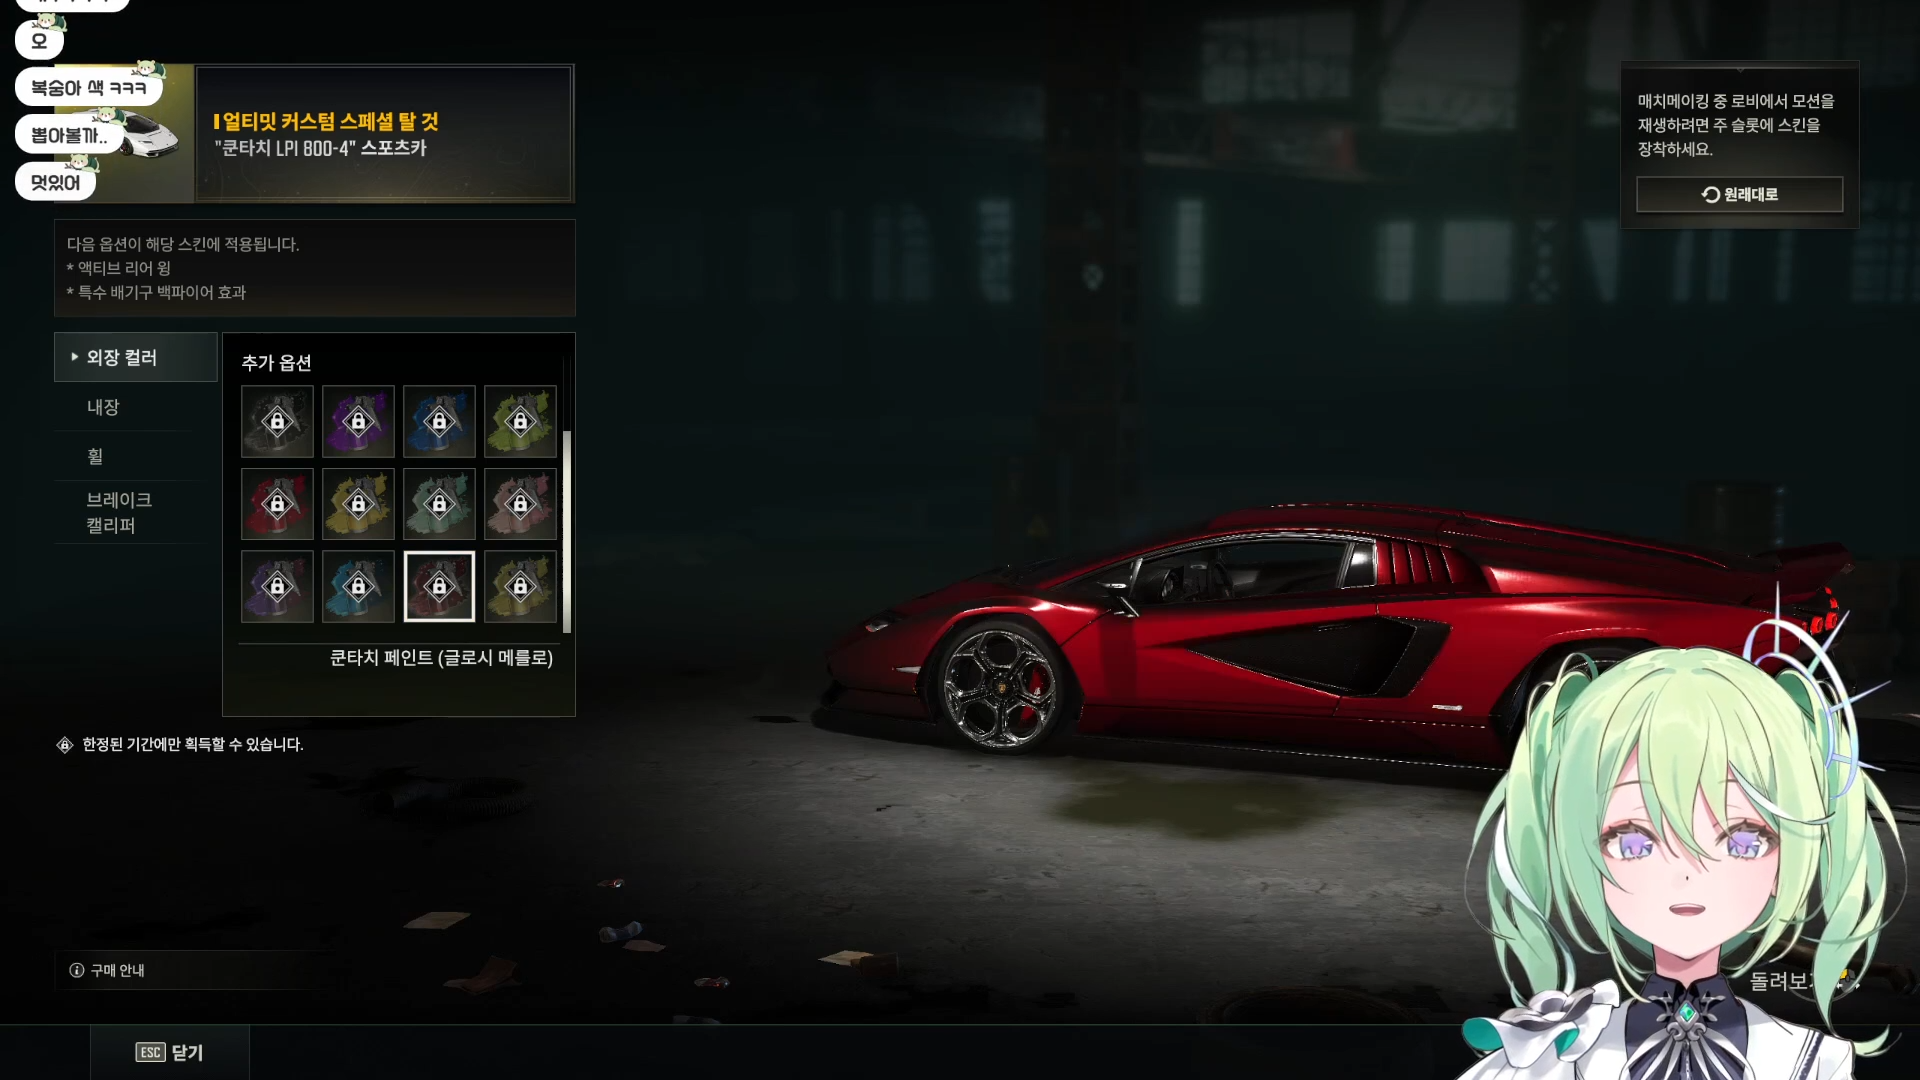 오
복숭아 색 ㅋㅋㅋ
뽑아볼까..
멋있어
얼티밋 커스텀 스페셜 탈 것
"쿤타치 LPI 800-4" 스포츠카
다음 옵션이 해당 스킨에 적용됩니다.
* 액티브 리어 윙
* 특수 배기구 백파이어 효과
외장 컬러
내장
휠
브레이크
캘리퍼
추가 옵션
쿤타치 페인트 (글로시 메를로)
한정된 기간에만 획득할 수 있습니다.
구매 안내
ESC 닫기
매치메이킹 중 로비에서 모션을
재생하려면 주 슬롯에 스킨을
장착하세요.
원래대로
돌려보